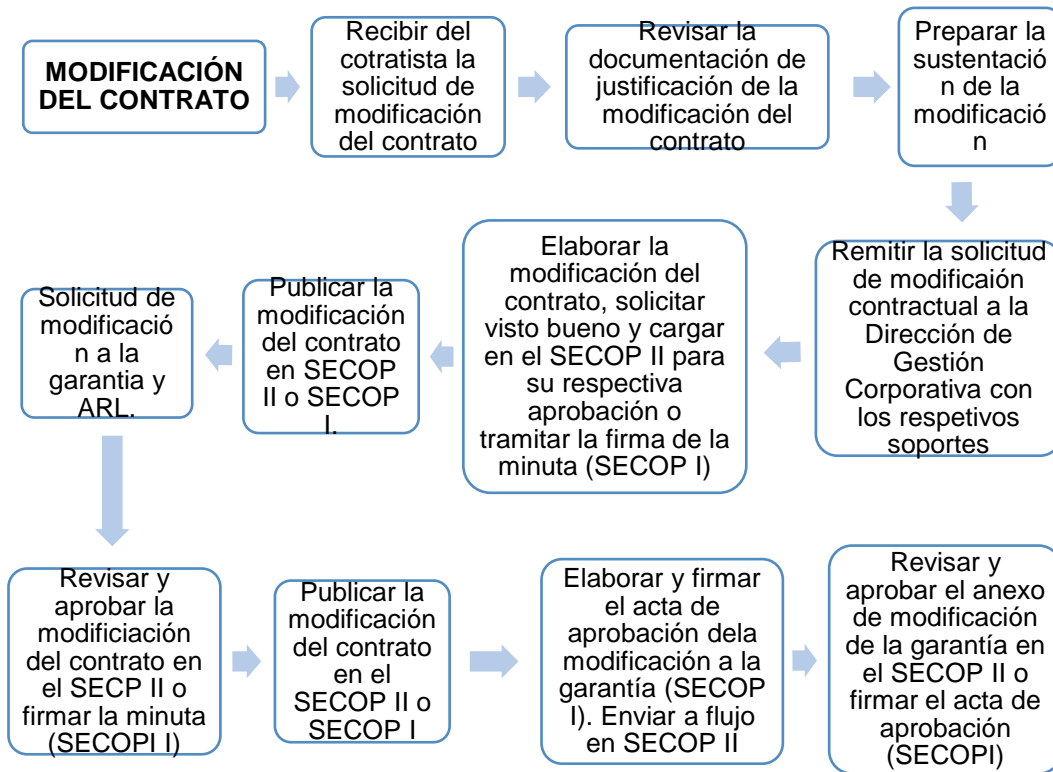 MODIFICACIÓN
DEL CONTRATO
Recibir del
cotratista la
solicitud de
modificación
del contrato
Revisar la
documentación de
justificación de la
modificación del
contrato
Preparar la
sustentació
n de la
modificació
n
Remitir la solicitud
de modificaión
contractual a la
Dirección de
Gestión
Corporativa con
los respetivos
soportes
Elaborar la
modificación del
contrato, solicitar
visto bueno y cargar
en el SECOP II para
su respectiva
aprobación o
tramitar la firma de la
minuta (SECOP I)
Publicar la
modificación
del contrato
en SECOP
II o SECOP
I.
Solicitud de
modificació
n a la
garantia y
ARL.
Revisar y
aprobar la
modificiación
del contrato en
el SECP II o
firmar la minuta
(SECOPI I)
Publicar la
modificación
del contrato
en el
SECOP II o
SECOP I
Elaborar y firmar
el acta de
aprobación dela
modificación a la
garantía (SECOP
I). Enviar a flujo
en SECOP II
Revisar y
aprobar el anexo
de modificación
de la garantía en
el SECOP II o
firmar el acta de
aprobación
(SECOPI)